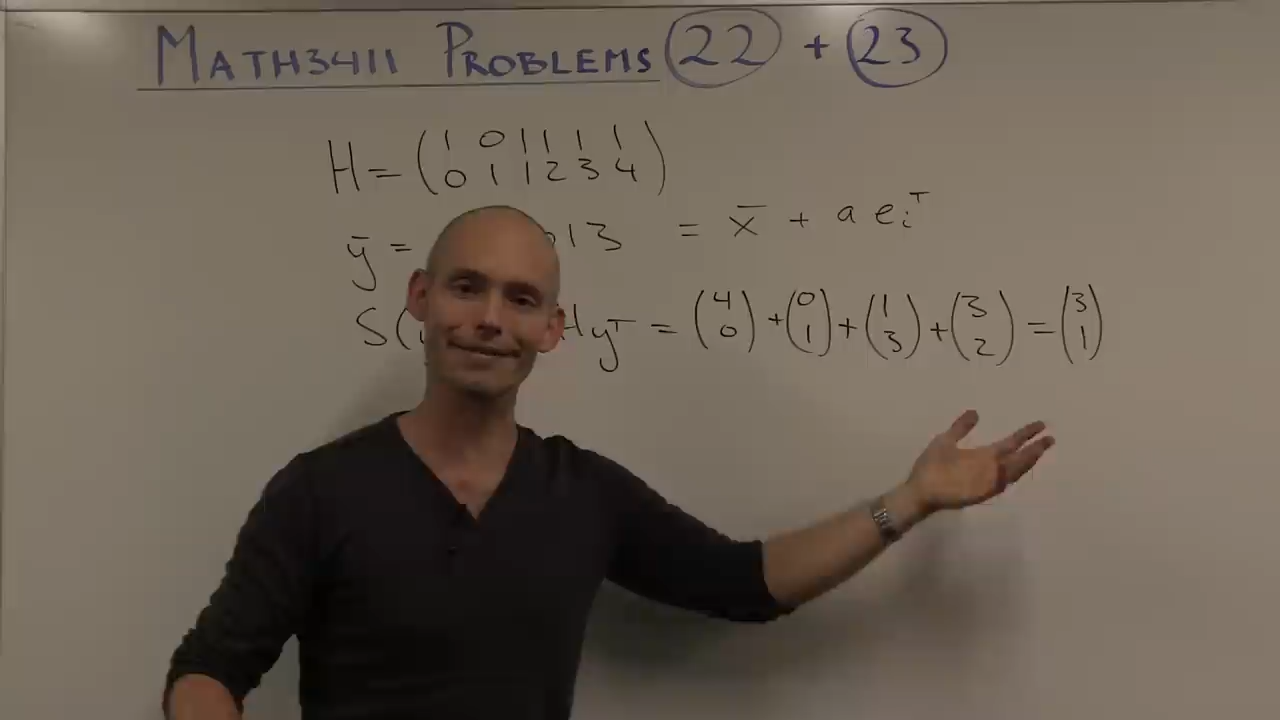 MATH3411 PROBLEMS 22 + 23
H = ( 1 0 1 1 1 1
0 1 1 2 3 4 )
ȳ = 013 = x̄ + a eᵢᵀ
S( Hyᵀ = (4 0) + (0 1) + (1 3) + (3 2) = (3 1)